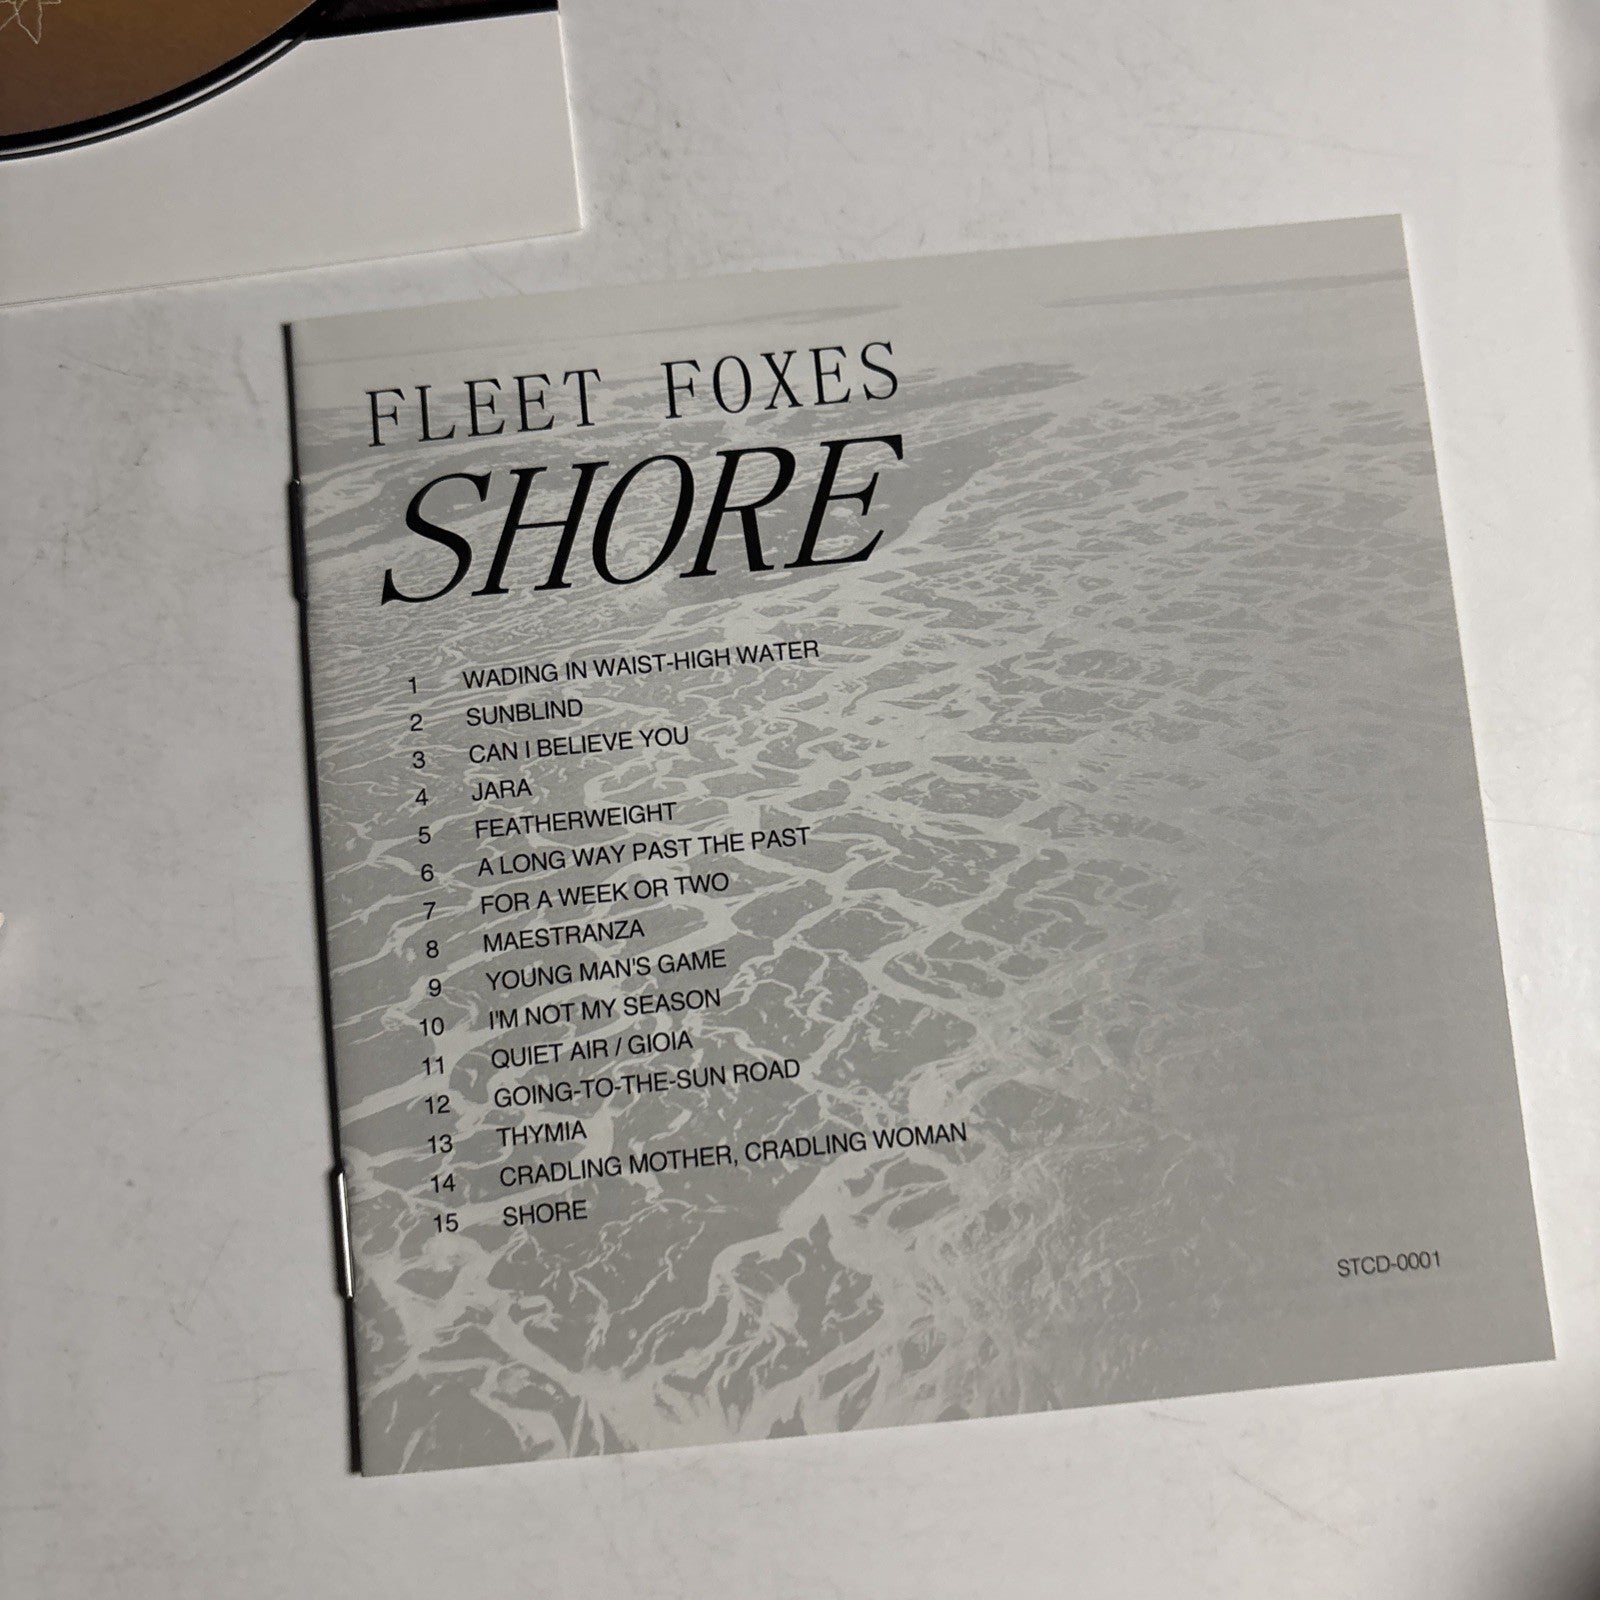 FLEET FOXES
SHORE
1 WADING IN WAIST-HIGH WATER
2 SUNBLIND
3 CAN I BELIEVE YOU
4 JARA
5 FEATHERWEIGHT
6 A LONG WAY PAST THE PAST
7 FOR A WEEK OR TWO
8 MAESTRANZA
9 YOUNG MAN'S GAME
10 I'M NOT MY SEASON
11 QUIET AIR / GIOIA
12 GOING-TO-THE-SUN ROAD
13 THYMIA
14 CRADLING MOTHER, CRADLING WOMAN
15 SHORE
STCD-0001